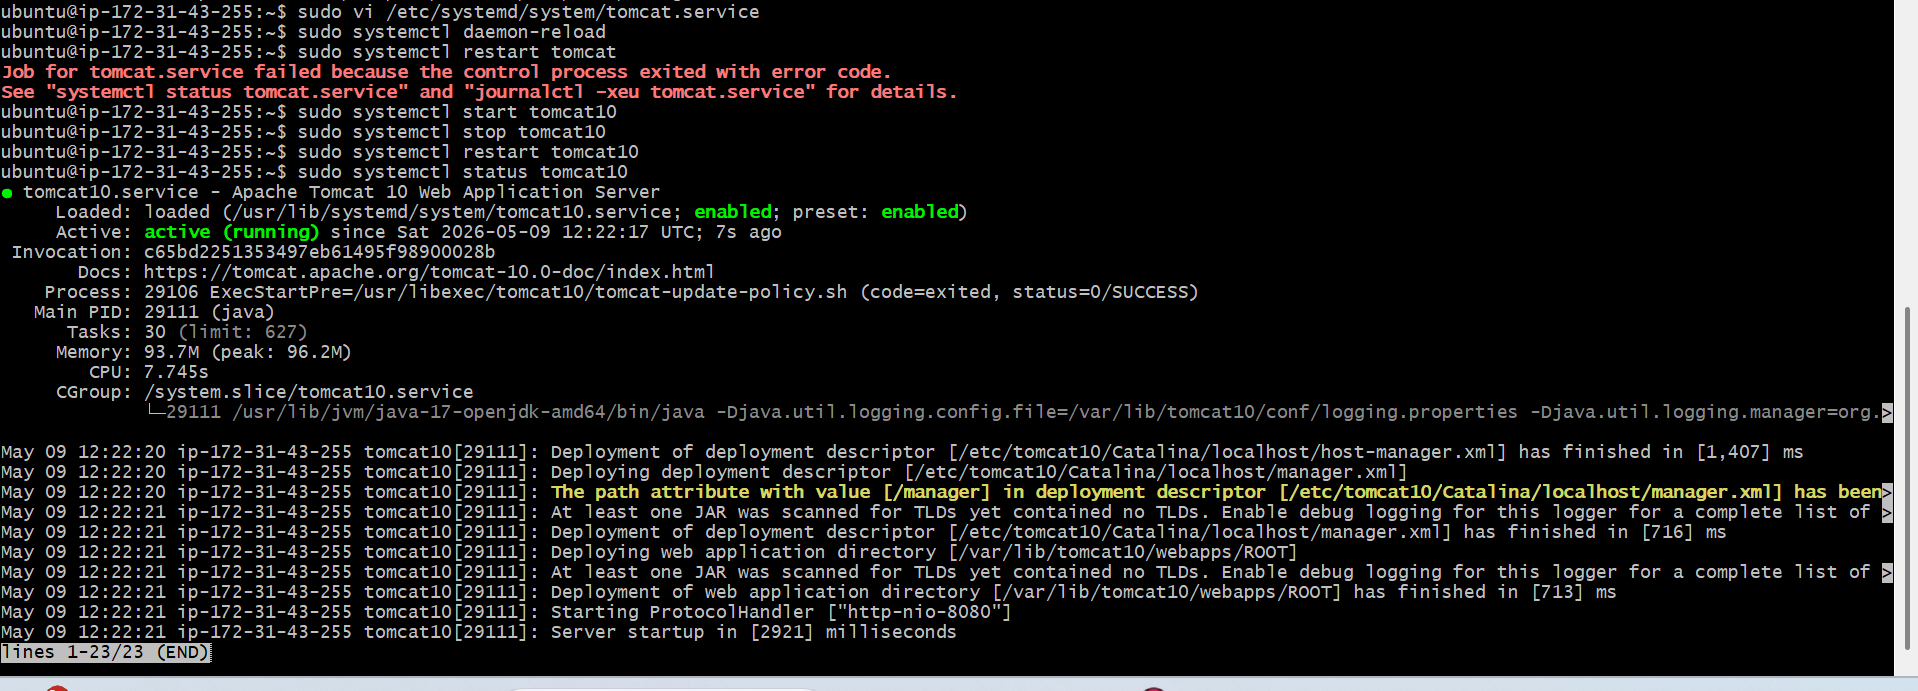 ubuntu@ip-172-31-43-255:~$ sudo vi /etc/systemd/system/tomcat.service
ubuntu@ip-172-31-43-255:~$ sudo systemctl daemon-reload
ubuntu@ip-172-31-43-255:~$ sudo systemctl restart tomcat
Job for tomcat.service failed because the control process exited with error code.
See "systemctl status tomcat.service" and "journalctl -xeu tomcat.service" for details.
ubuntu@ip-172-31-43-255:~$ sudo systemctl start tomcat10
ubuntu@ip-172-31-43-255:~$ sudo systemctl stop tomcat10
ubuntu@ip-172-31-43-255:~$ sudo systemctl restart tomcat10
ubuntu@ip-172-31-43-255:~$ sudo systemctl status tomcat10
● tomcat10.service - Apache Tomcat 10 Web Application Server
     Loaded: loaded (/usr/lib/systemd/system/tomcat10.service; enabled; preset: enabled)
     Active: active (running) since Sat 2026-05-09 12:22:17 UTC; 7s ago
 Invocation: c65bd2251353497eb61495f98900028b
       Docs: https://tomcat.apache.org/tomcat-10.0-doc/index.html
    Process: 29106 ExecStartPre=/usr/libexec/tomcat10/tomcat-update-policy.sh (code=exited, status=0/SUCCESS)
   Main PID: 29111 (java)
      Tasks: 30 (limit: 627)
     Memory: 93.7M (peak: 96.2M)
        CPU: 7.745s
     CGroup: /system.slice/tomcat10.service
             └─29111 /usr/lib/jvm/java-17-openjdk-amd64/bin/java -Djava.util.logging.config.file=/var/lib/tomcat10/conf/logging.properties -Djava.util.logging.manager=org.>
May 09 12:22:20 ip-172-31-43-255 tomcat10[29111]: Deployment of deployment descriptor [/etc/tomcat10/Catalina/localhost/host-manager.xml] has finished in [1,407] ms
May 09 12:22:20 ip-172-31-43-255 tomcat10[29111]: Deploying deployment descriptor [/etc/tomcat10/Catalina/localhost/manager.xml]
May 09 12:22:20 ip-172-31-43-255 tomcat10[29111]: The path attribute with value [/manager] in deployment descriptor [/etc/tomcat10/Catalina/localhost/manager.xml] has been>
May 09 12:22:21 ip-172-31-43-255 tomcat10[29111]: At least one JAR was scanned for TLDs yet contained no TLDs. Enable debug logging for this logger for a complete list of >
May 09 12:22:21 ip-172-31-43-255 tomcat10[29111]: Deployment of deployment descriptor [/etc/tomcat10/Catalina/localhost/manager.xml] has finished in [716] ms
May 09 12:22:21 ip-172-31-43-255 tomcat10[29111]: Deploying web application directory [/var/lib/tomcat10/webapps/ROOT]
May 09 12:22:21 ip-172-31-43-255 tomcat10[29111]: At least one JAR was scanned for TLDs yet contained no TLDs. Enable debug logging for this logger for a complete list of >
May 09 12:22:21 ip-172-31-43-255 tomcat10[29111]: Deployment of web application directory [/var/lib/tomcat10/webapps/ROOT] has finished in [713] ms
May 09 12:22:21 ip-172-31-43-255 tomcat10[29111]: Starting ProtocolHandler ["http-nio-8080"]
May 09 12:22:21 ip-172-31-43-255 tomcat10[29111]: Server startup in [2921] milliseconds
lines 1-23/23 (END)